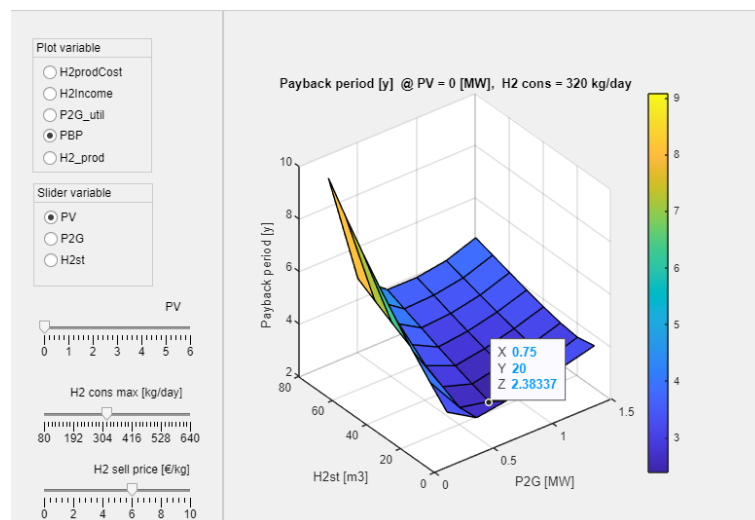 Plot variable
H2prodCost
H2Income
P2G_util
PBP
H2_prod
Slider variable
PV
P2G
H2st
PV
0 1 2 3 4 5 6
H2 cons max [kg/day]
80 192 304 416 528 640
H2 sell price [€/kg]
0 2 4 6 8 10
Payback period [y] @ PV = 0 [MW], H2 cons = 320 kg/day
Payback period [y]
10
8
6
4
2
80
60
40
20
0
H2st [m3]
0
0.5
1
1.5
P2G [MW]
X 0.75
Y 20
Z 2.38337
9
8
7
6
5
4
3